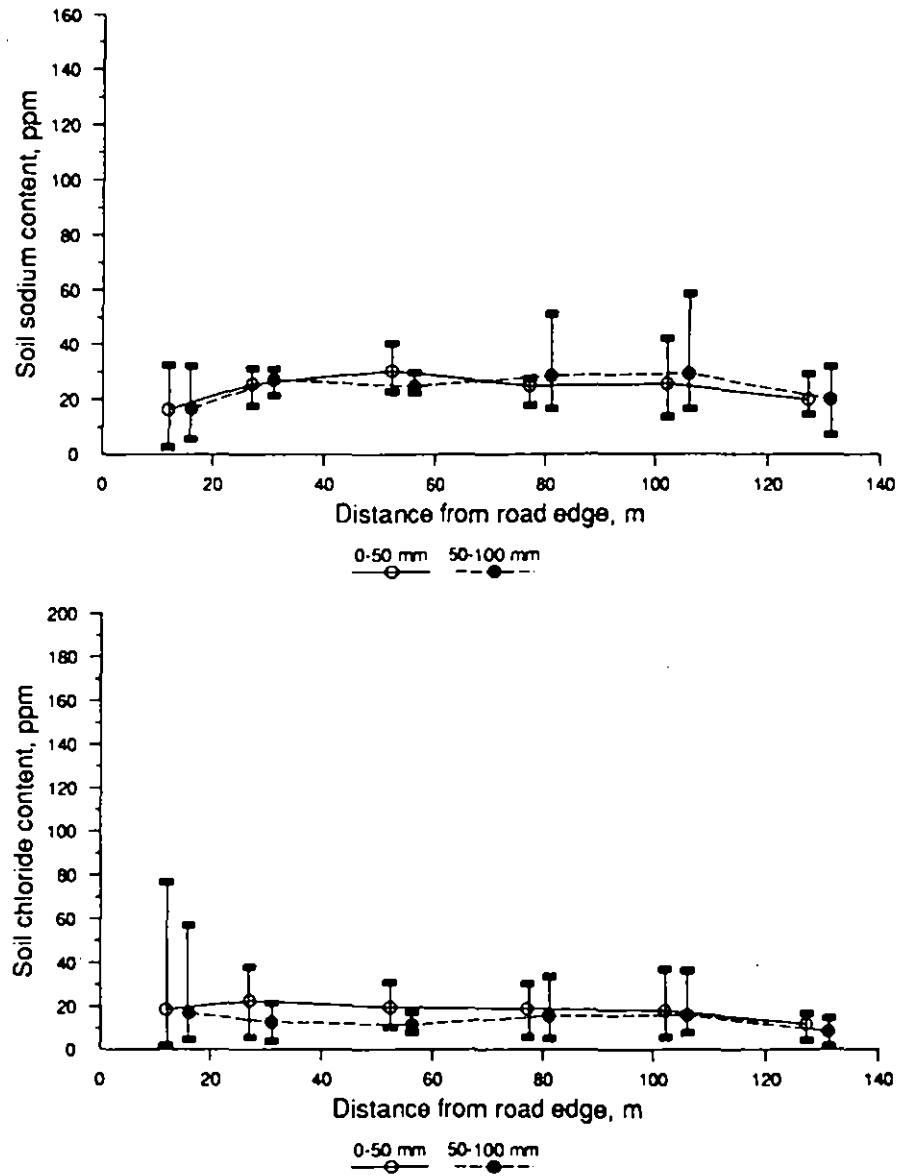 160
140
120
100
80
60
40
20
0
Soil sodium content, ppm
0 20 40 60 80 100 120 140
Distance from road edge, m
0-50 mm 50-100 mm
200
180
160
140
120
100
80
60
40
20
0
Soil chloride content, ppm
0 20 40 60 80 100 120 140
Distance from road edge, m
0-50 mm 50-100 mm